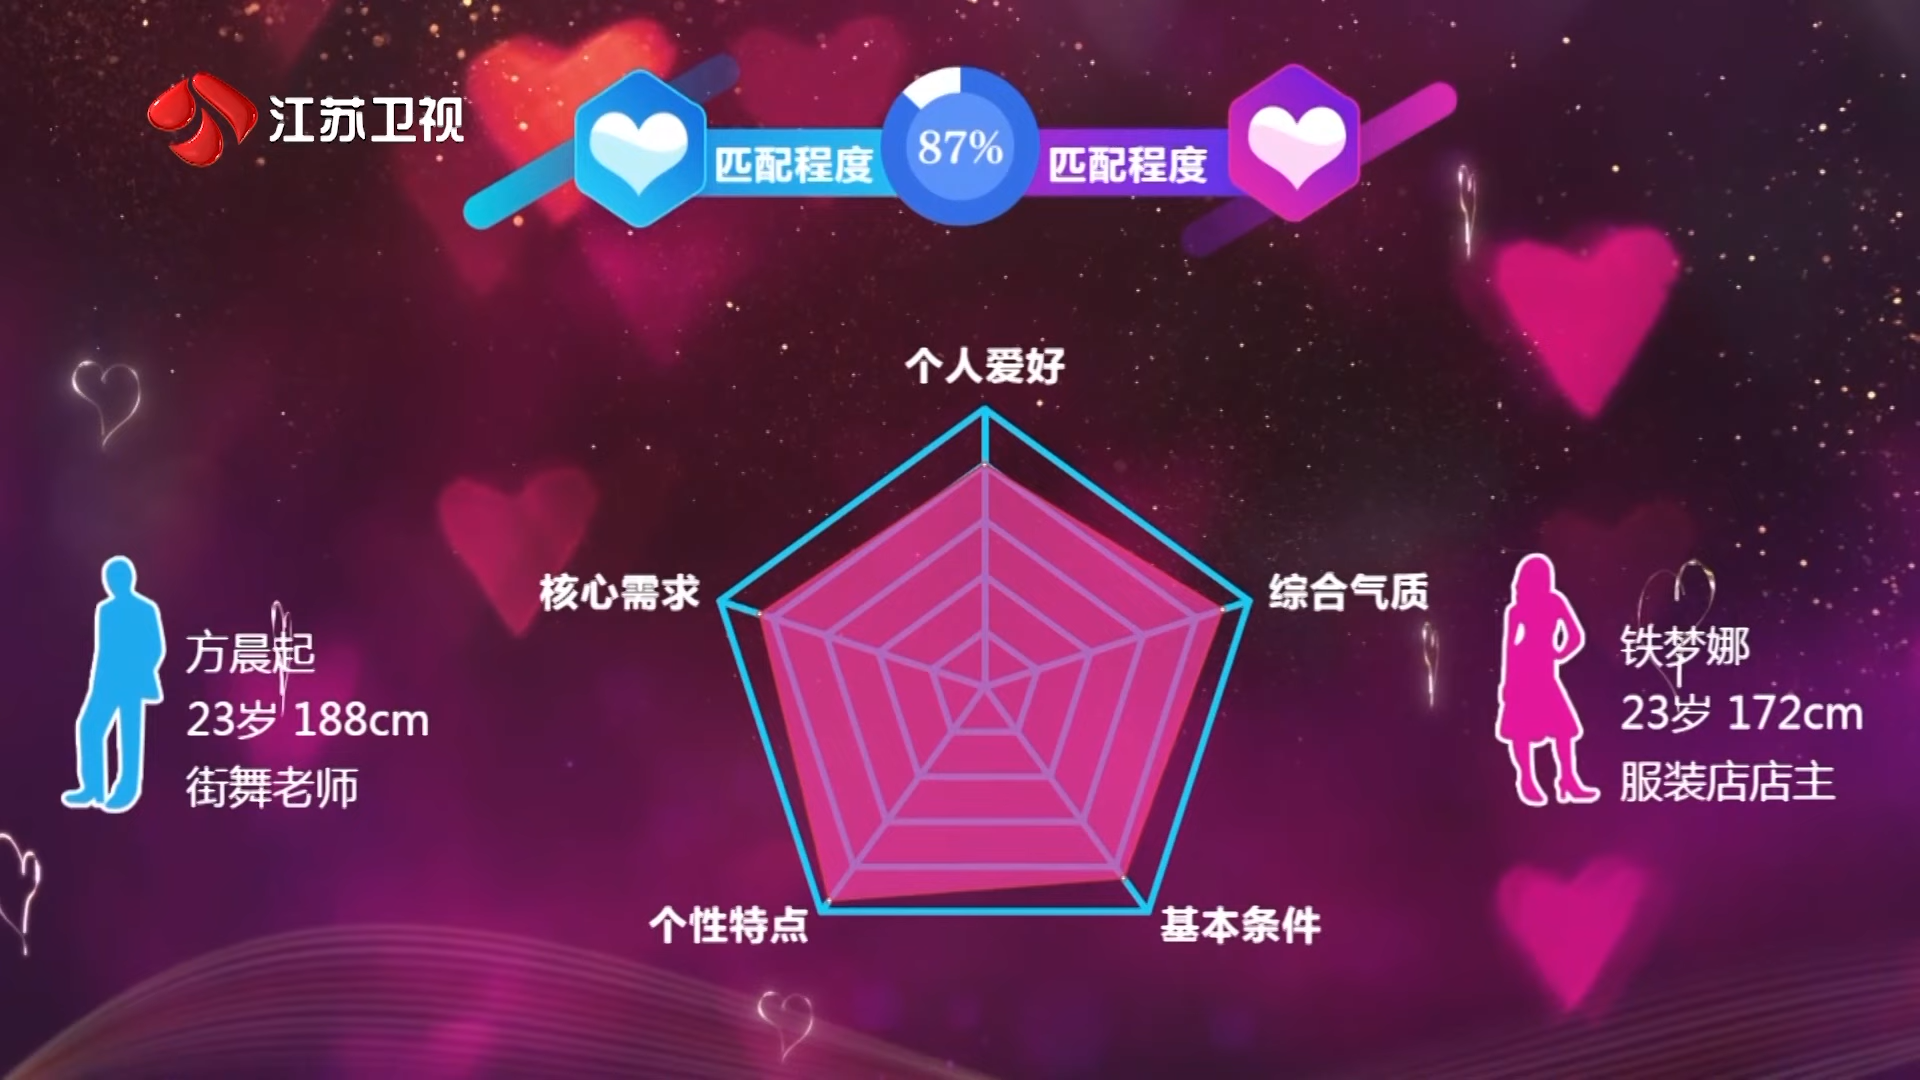 江苏卫视
匹配程度
87%
匹配程度
个人爱好
核心需求
综合气质
个性特点
基本条件
方晨起
23岁 188cm
街舞老师
铁梦娜
23岁 172cm
服装店店主